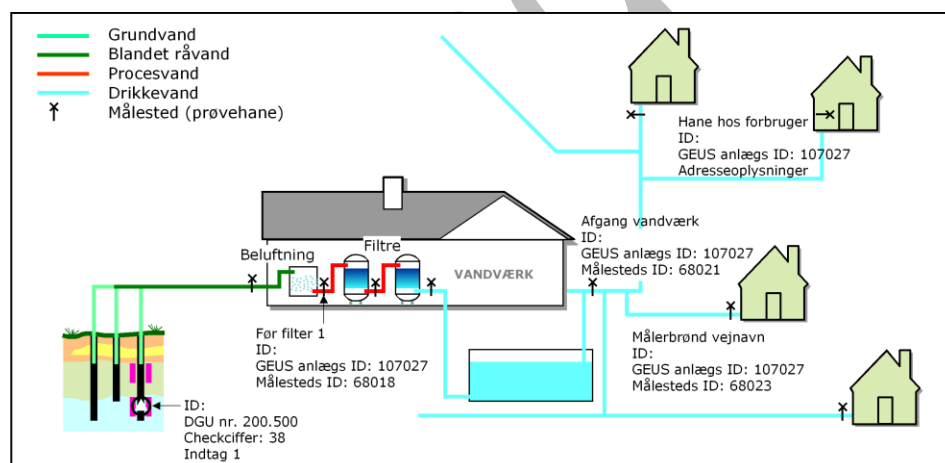 Grundvand
Blandet råvand
Procesvand
Drikkevand
Målested (prøvehane)
Hane hos forbruger
ID:
GEUS anlægs ID: 107027
Adresseoplysninger
Beluftning
Filtre
VANDVÆRK
Afgang vandværk
ID:
GEUS anlægs ID: 107027
Målesteds ID: 68021
Før filter 1
ID:
GEUS anlægs ID: 107027
Målesteds ID: 68018
Målerbrønd vejnavn
ID:
GEUS anlægs ID: 107027
Målesteds ID: 68023
ID:
DGU nr. 200.500
Checkciffer: 38
Indtag 1